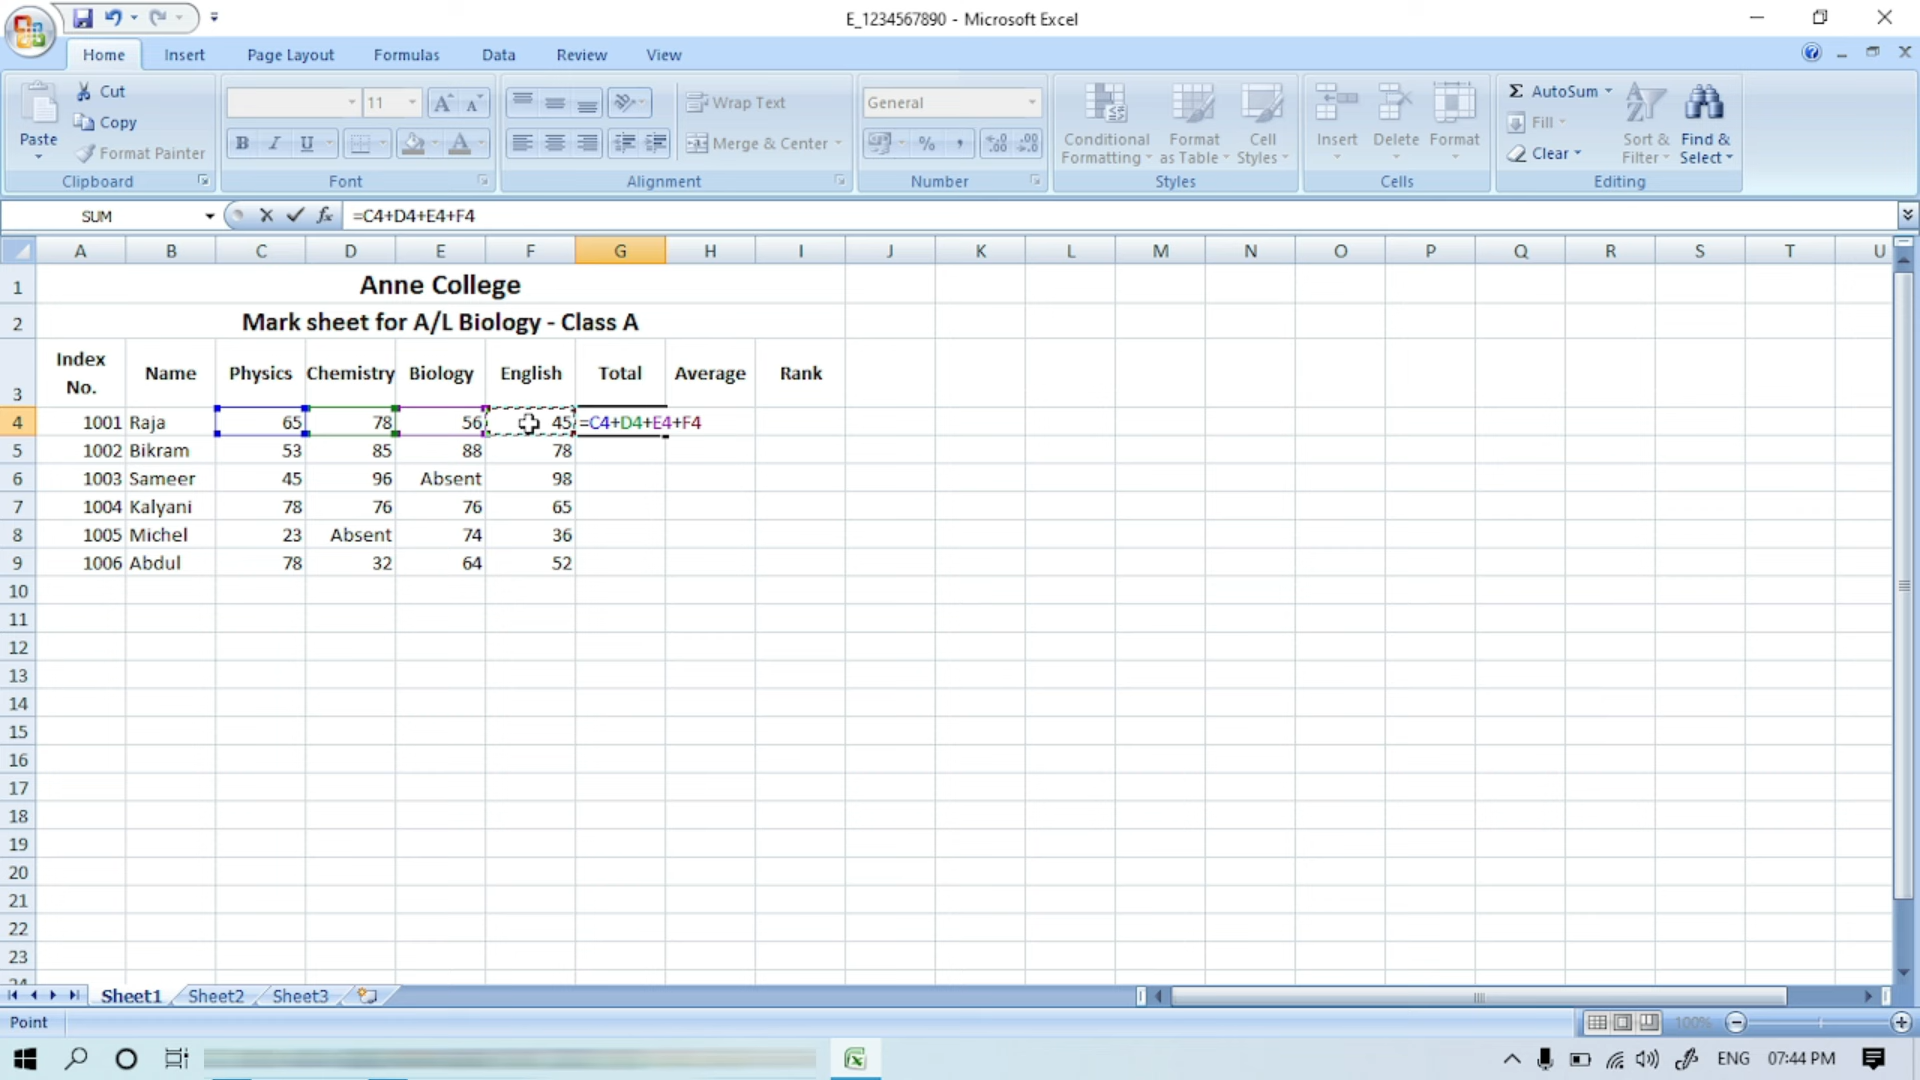 E_1234567890 - Microsoft Excel
Home Insert Page Layout Formulas Data Review View
Paste
Cut
Copy
Format Painter
Clipboard
11
B I U
Font
Wrap Text
Merge & Center
Alignment
General
% ,
Number
Conditional Formatting
Format as Table
Cell Styles
Styles
Insert Delete Format
Cells
Σ AutoSum
Fill
Clear
Sort & Filter
Find & Select
Editing
SUM fx =C4+D4+E4+F4
A B C D E F G H I J K L M N O P Q R S T U
1 Anne College
2 Mark sheet for A/L Biology - Class A
3 Index No. Name Physics Chemistry Biology English Total Average Rank
4 1001 Raja 65 78 56 45 =C4+D4+E4+F4
5 1002 Bikram 53 85 88 78
6 1003 Sameer 45 96 Absent 98
7 1004 Kalyani 78 76 76 65
8 1005 Michel 23 Absent 74 36
9 1006 Abdul 78 32 64 52
10
11
12
13
14
15
16
17
18
19
20
21
22
23
24
Sheet1 Sheet2 Sheet3
Point 100%
ENG 07:44 PM